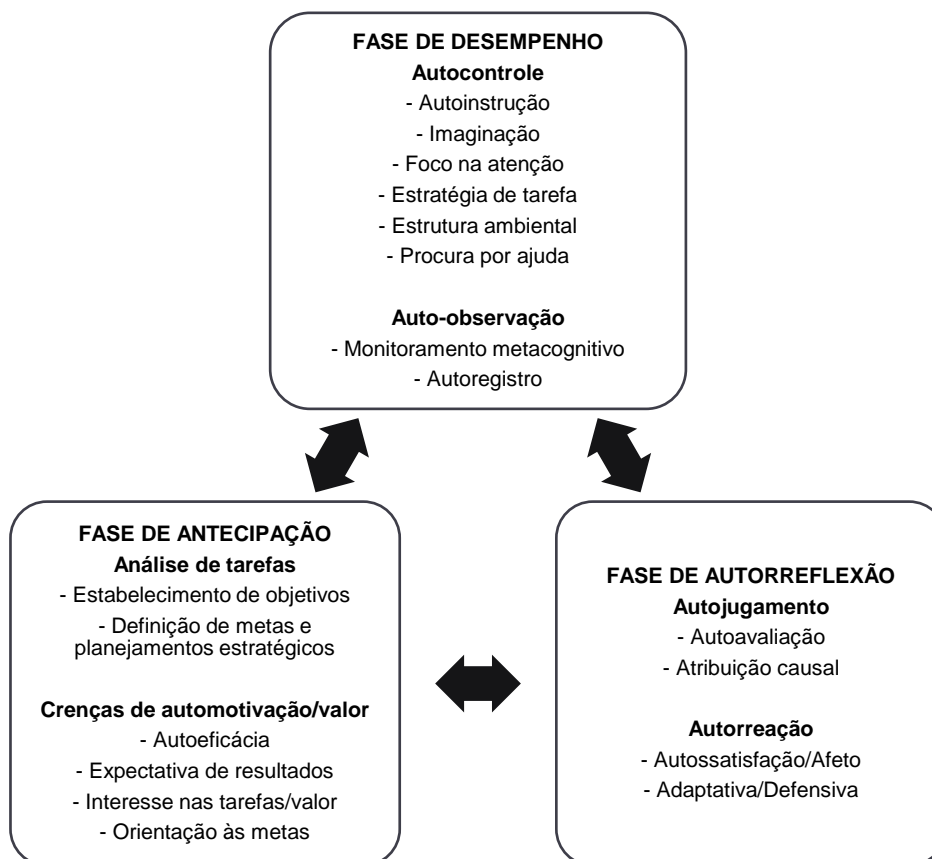 FASE DE DESEMPENHO
Autocontrole
- Autoinstrução
- Imaginação
- Foco na atenção
- Estratégia de tarefa
- Estrutura ambiental
- Procura por ajuda
Auto-observação
- Monitoramento metacognitivo
- Autoregistro
FASE DE ANTECIPAÇÃO
Análise de tarefas
- Estabelecimento de objetivos
- Definição de metas e
planejamentos estratégicos
Crenças de automotivação/valor
- Autoeficácia
- Expectativa de resultados
- Interesse nas tarefas/valor
- Orientação às metas
FASE DE AUTORREFLEXÃO
Autojugamento
- Autoavaliação
- Atribuição causal
Autorreação
- Autossatisfação/Afeto
- Adaptativa/Defensiva